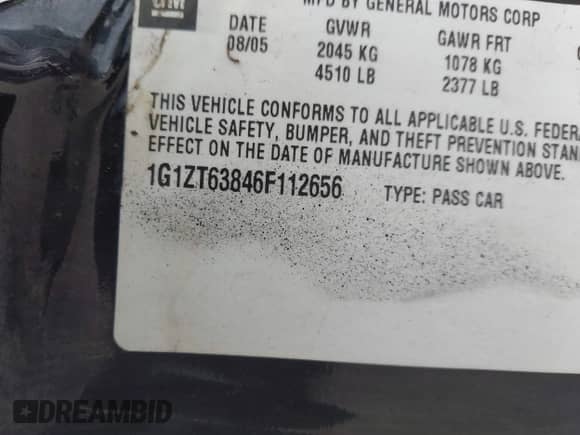 GM
MFD BY GENERAL MOTORS CORP
DATE GVWR GAWR FRT
08/05 2045 KG 1078 KG
4510 LB 2377 LB
THIS VEHICLE CONFORMS TO ALL APPLICABLE U.S. FEDER
VEHICLE SAFETY, BUMPER, AND THEFT PREVENTION STAN
EFFECT ON THE DATE OF MANUFACTURE SHOWN ABOVE.
1G1ZT63846F112656 TYPE: PASS CAR
DREAMBID